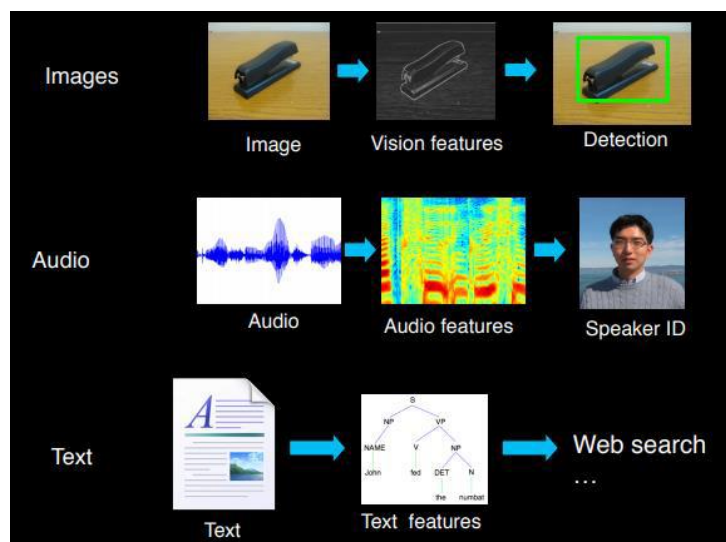 Images
Image
Vision features
Detection
Audio
Audio
Audio features
Speaker ID
Text
A
S
NP VP
NAME V NP
John fed DET N
the numbat
Text
Text features
Web search
...